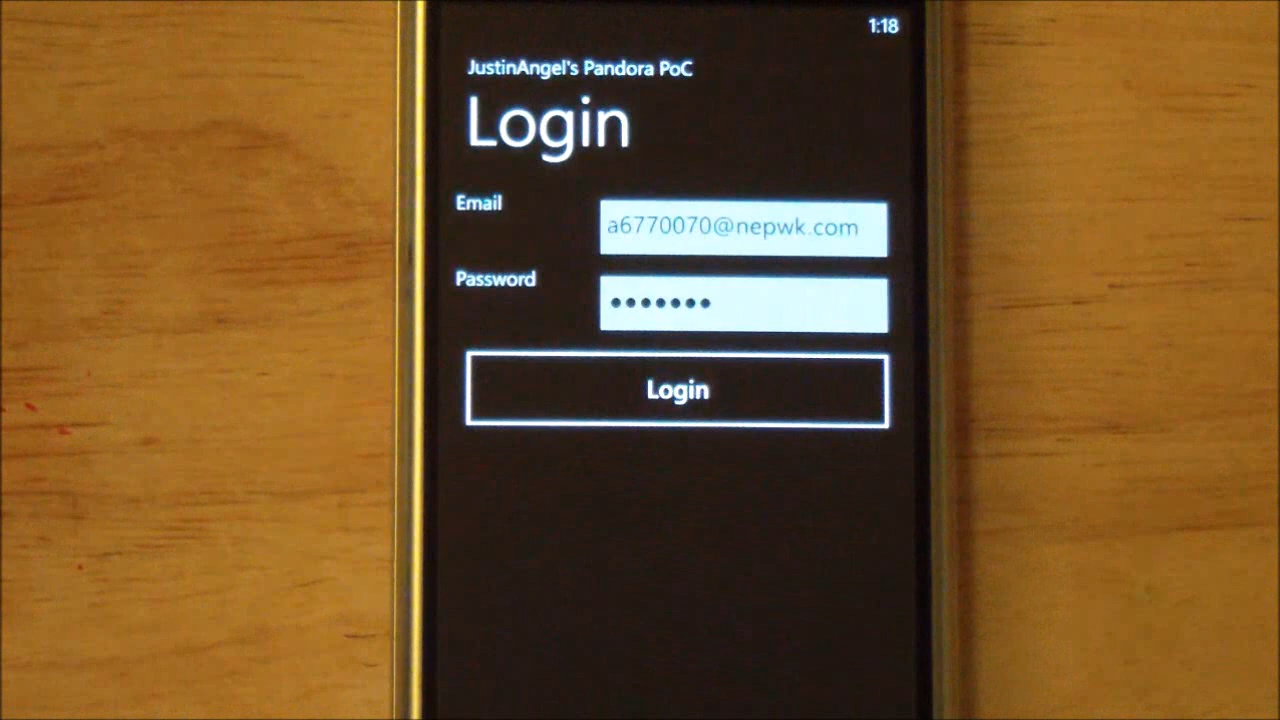 1:18
JustinAngel's Pandora PoC
Login
Email
a6770070@nepwk.com
Password
•••••••
Login